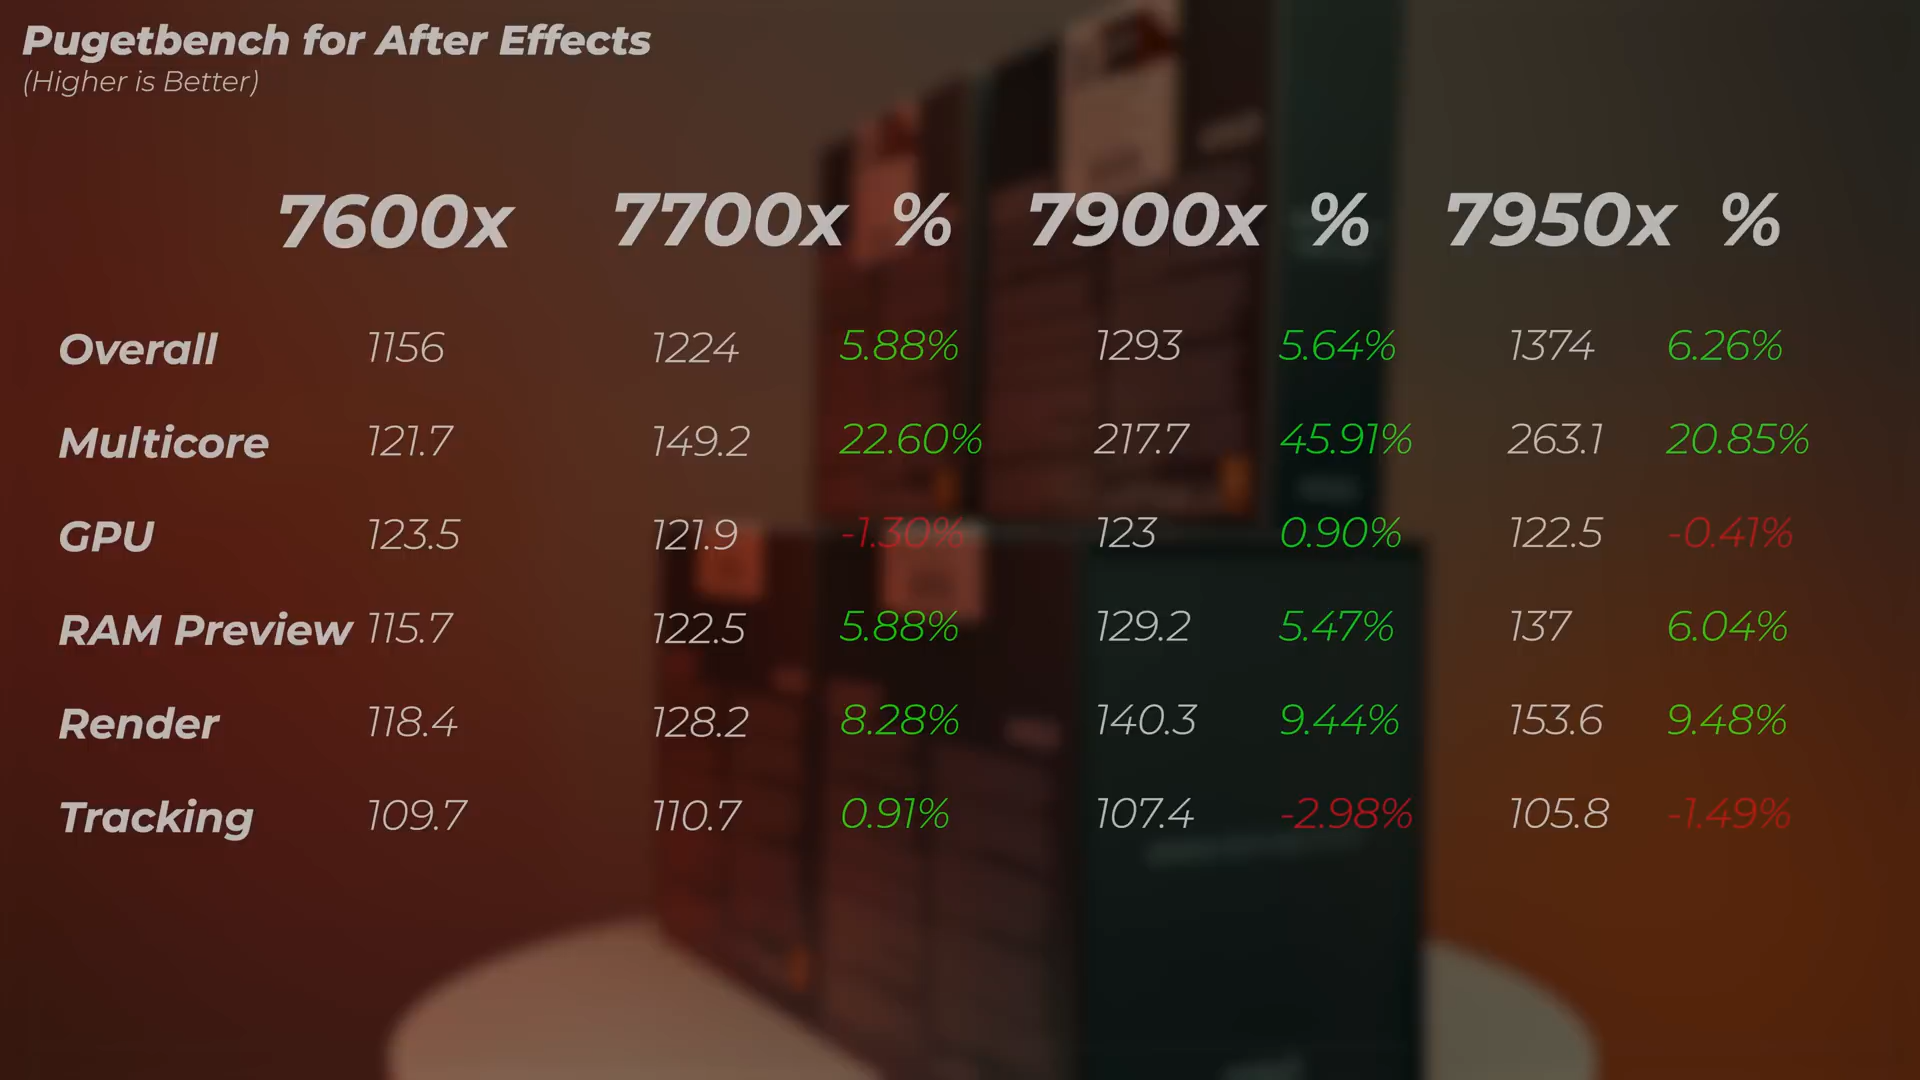 Pugetbench for After Effects
(Higher is Better)
7600x 7700x % 7900x % 7950x %
Overall 1156 1224 5.88% 1293 5.64% 1374 6.26%
Multicore 121.7 149.2 22.60% 217.7 45.91% 263.1 20.85%
GPU 123.5 121.9 -1.30% 123 0.90% 122.5 -0.41%
RAM Preview 115.7 122.5 5.88% 129.2 5.47% 137 6.04%
Render 118.4 128.2 8.28% 140.3 9.44% 153.6 9.48%
Tracking 109.7 110.7 0.91% 107.4 -2.98% 105.8 -1.49%